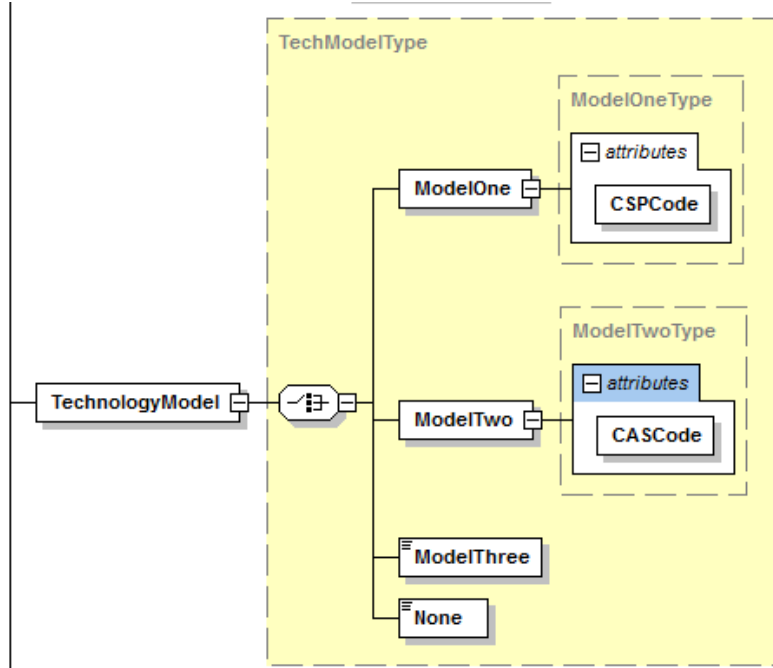 TechModelType
ModelOneType
attributes
ModelOne
CSPCode
ModelTwoType
attributes
TechnologyModel
ModelTwo
CASCode
ModelThree
None